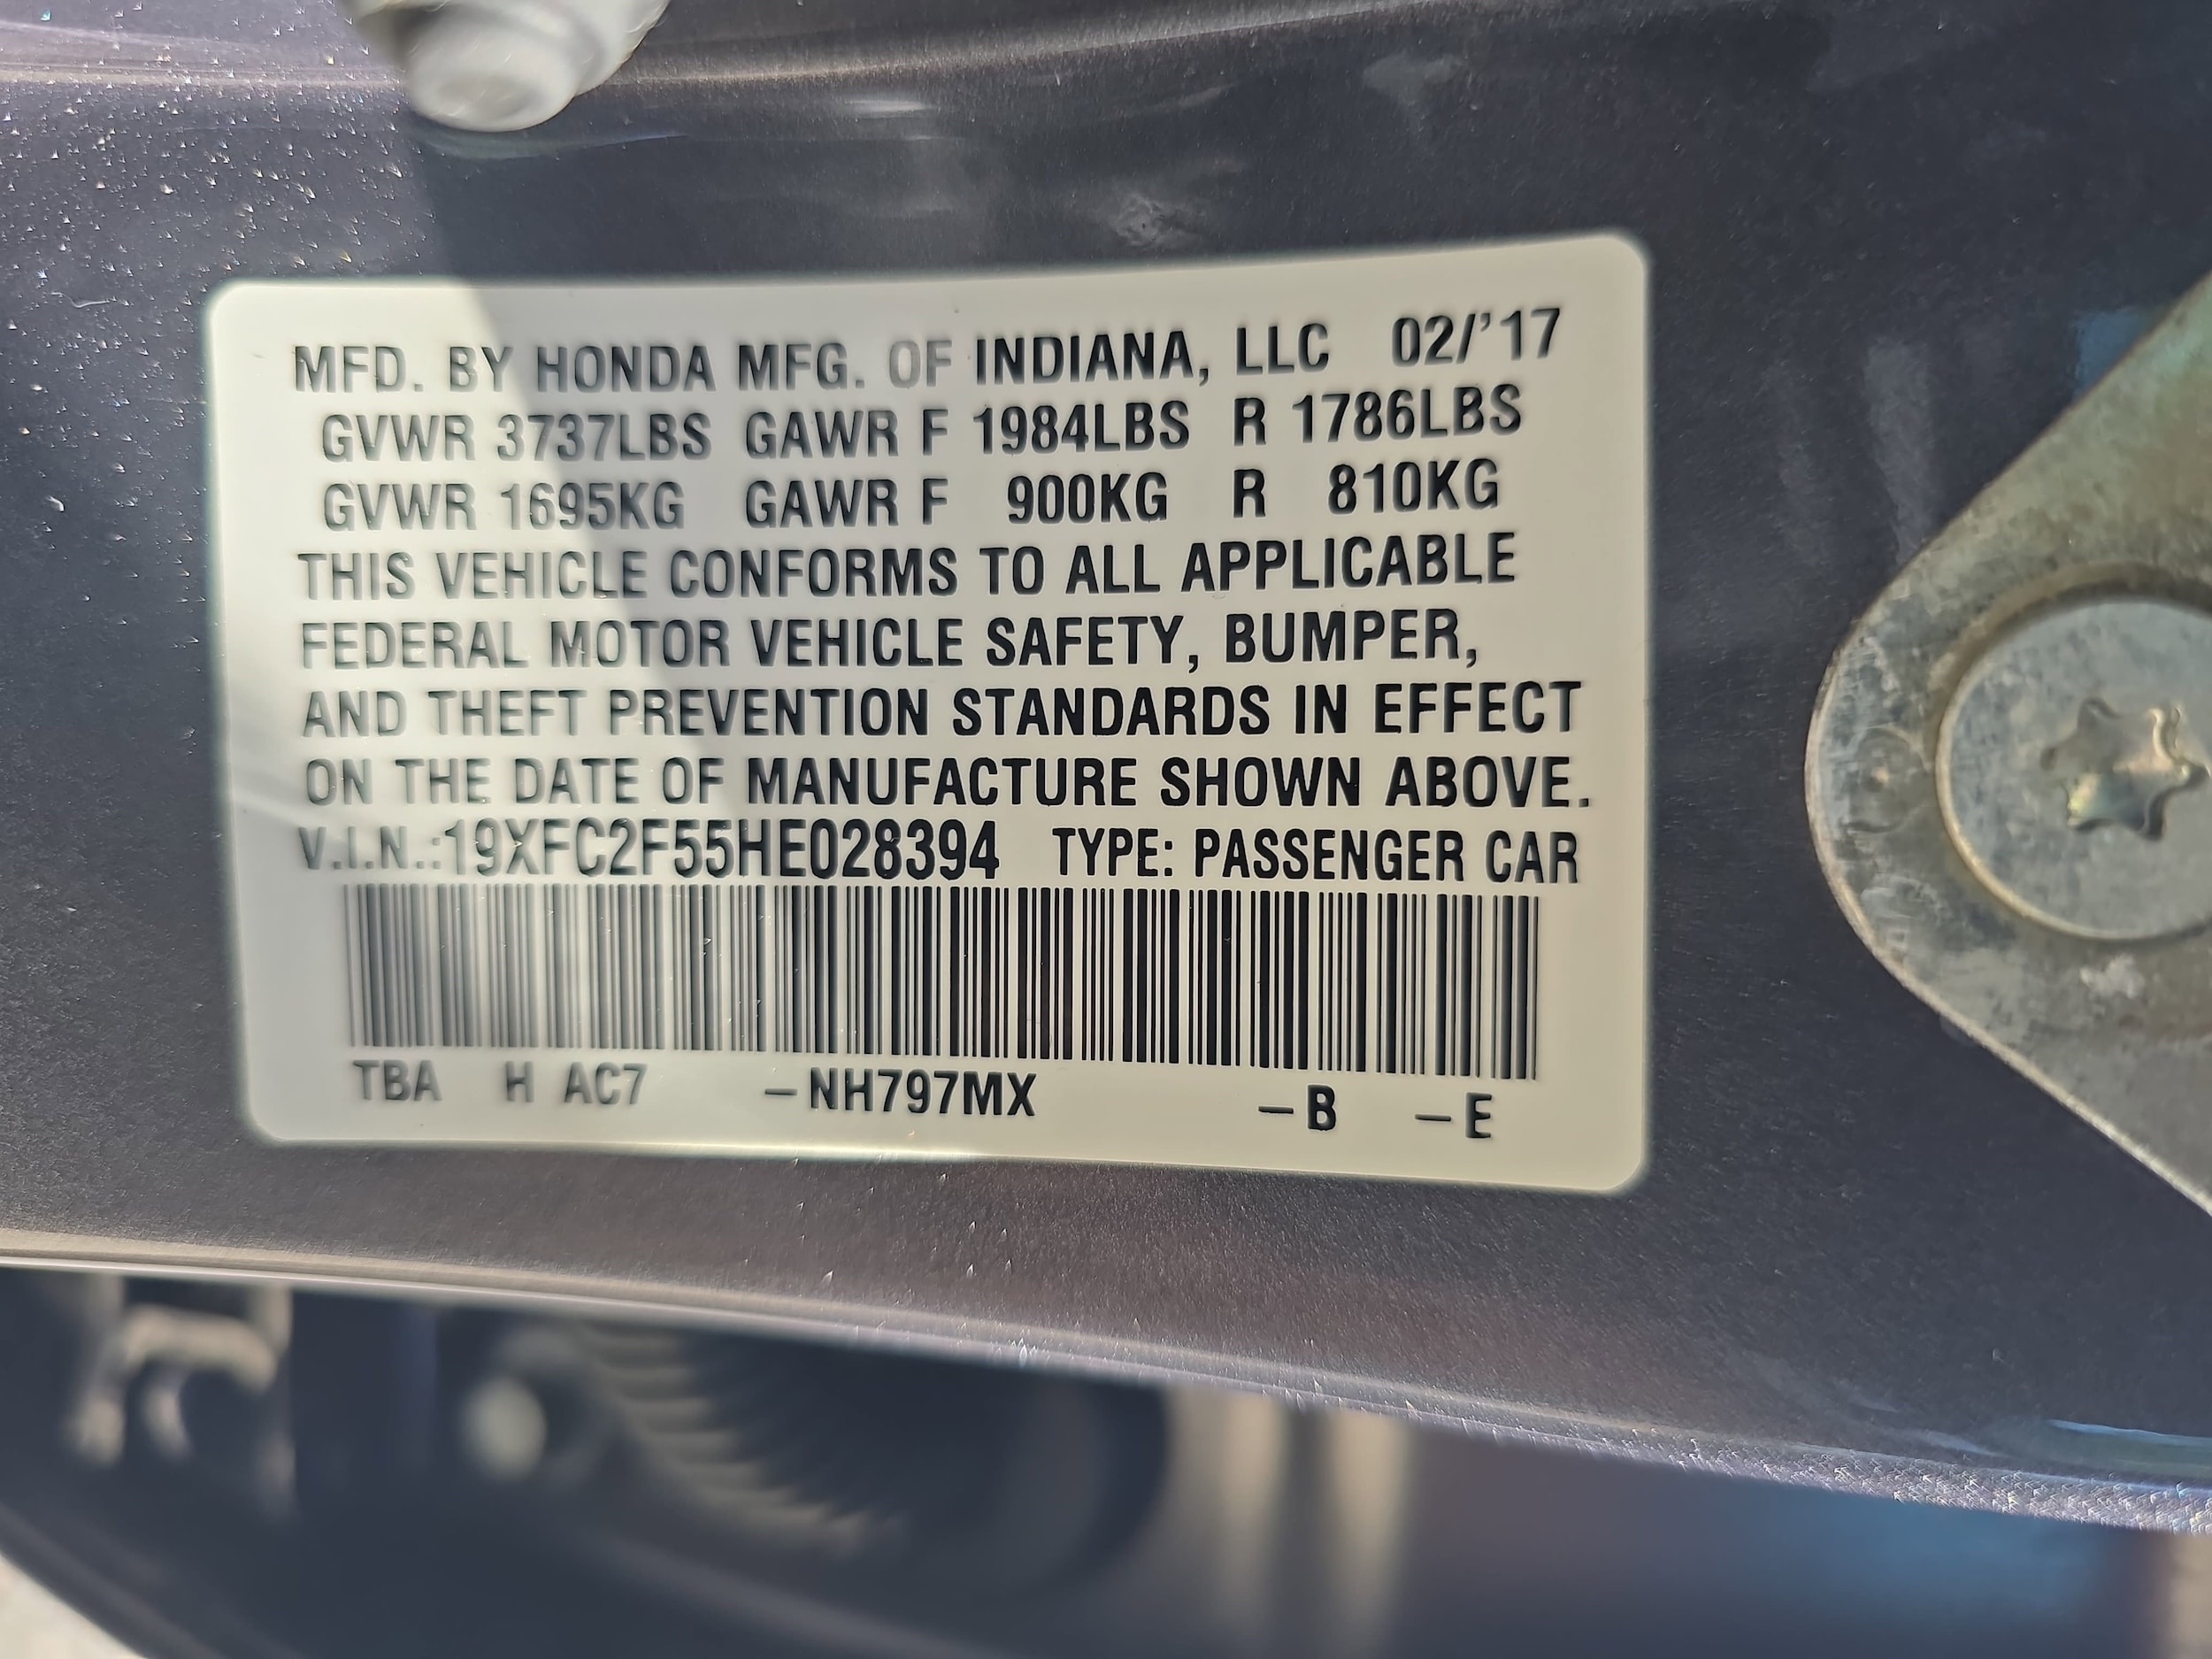 MFD. BY HONDA MFG. OF INDIANA, LLC 02/'17
GVWR 3737LBS GAWR F 1984LBS R 1786LBS
GVWR 1695KG GAWR F 900KG R 810KG
THIS VEHICLE CONFORMS TO ALL APPLICABLE
FEDERAL MOTOR VEHICLE SAFETY, BUMPER,
AND THEFT PREVENTION STANDARDS IN EFFECT
ON THE DATE OF MANUFACTURE SHOWN ABOVE.
V.I.N.:19XFC2F55HE028394 TYPE: PASSENGER CAR
TBA H AC7 –NH797MX –B –E